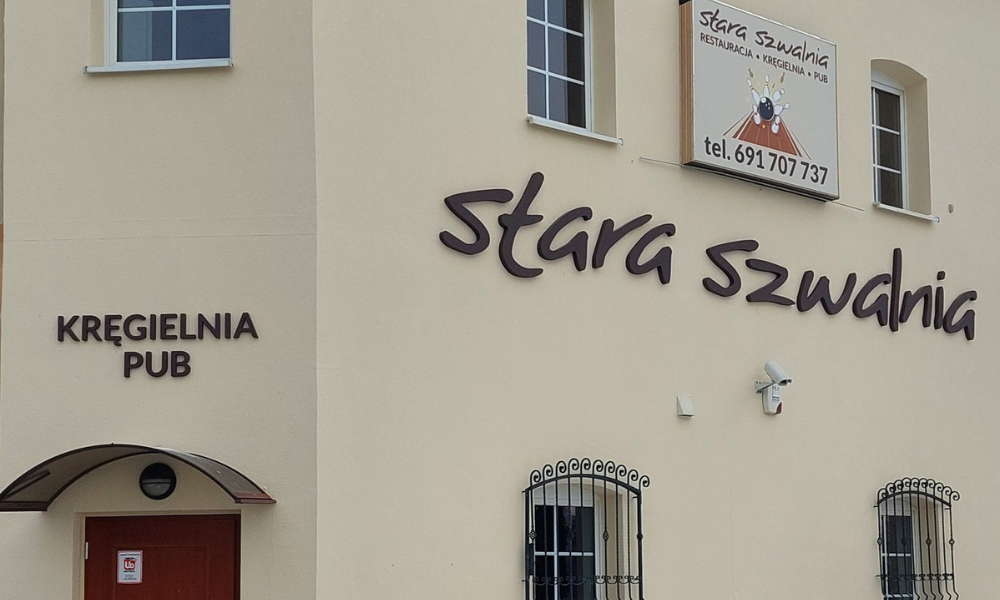 stara szwalnia
RESTAURACJA • KRĘGIELNIA • PUB
tel. 691 707 737
stara szwalnia
KRĘGIELNIA
PUB